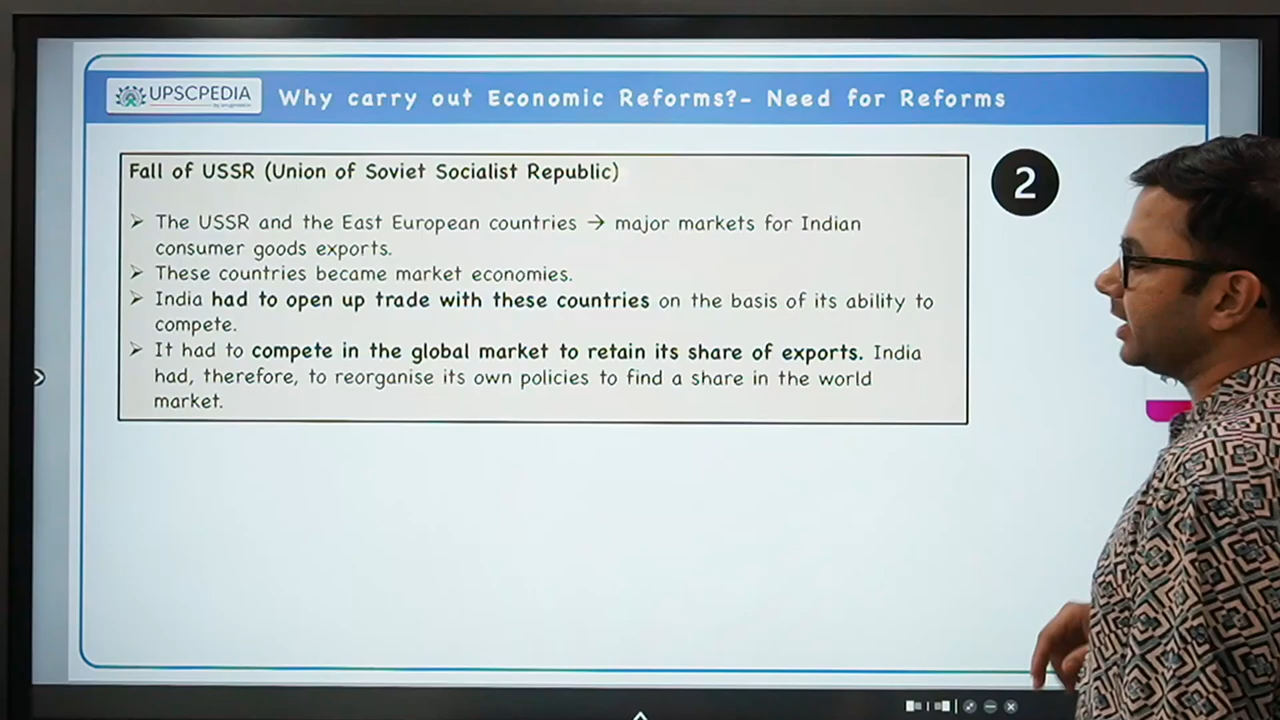 UPSCPEDIA
Why carry out Economic Reforms?- Need for Reforms
Fall of USSR (Union of Soviet Socialist Republic)
2
➢ The USSR and the East European countries → major markets for Indian
consumer goods exports.
➢ These countries became market economies.
➢ India had to open up trade with these countries on the basis of its ability to
compete.
➢ It had to compete in the global market to retain its share of exports. India
had, therefore, to reorganise its own policies to find a share in the world
market.